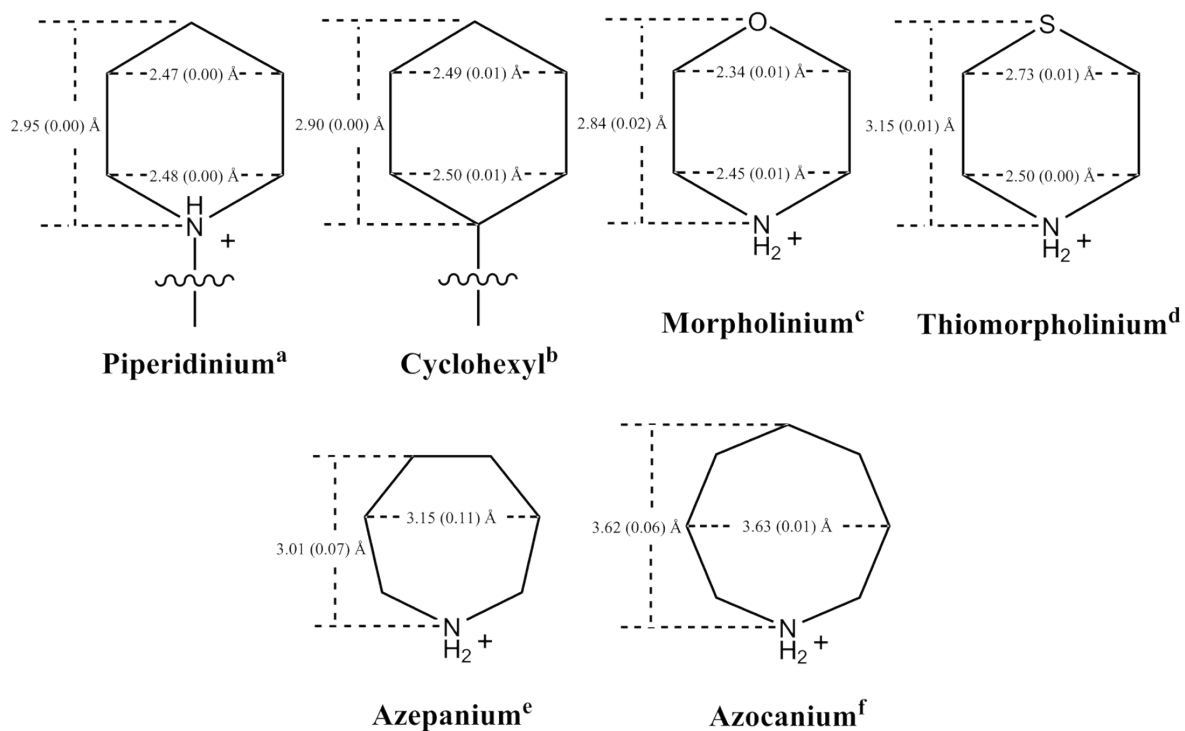 O
S
2.47 (0.00) Å
2.49 (0.01) Å
2.34 (0.01) Å
2.73 (0.01) Å
2.95 (0.00) Å
2.90 (0.00) Å
2.84 (0.02) Å
3.15 (0.01) Å
2.48 (0.00) Å
2.50 (0.01) Å
2.45 (0.01) Å
2.50 (0.00) Å
H
N
+
N
H2 +
N
H2 +
Piperidinium^a
Cyclohexyl^b
Morpholinium^c
Thiomorpholinium^d
3.15 (0.11) Å
3.01 (0.07) Å
N
H2 +
3.62 (0.06) Å
3.63 (0.01) Å
N
H2 +
Azepanium^e
Azocanium^f